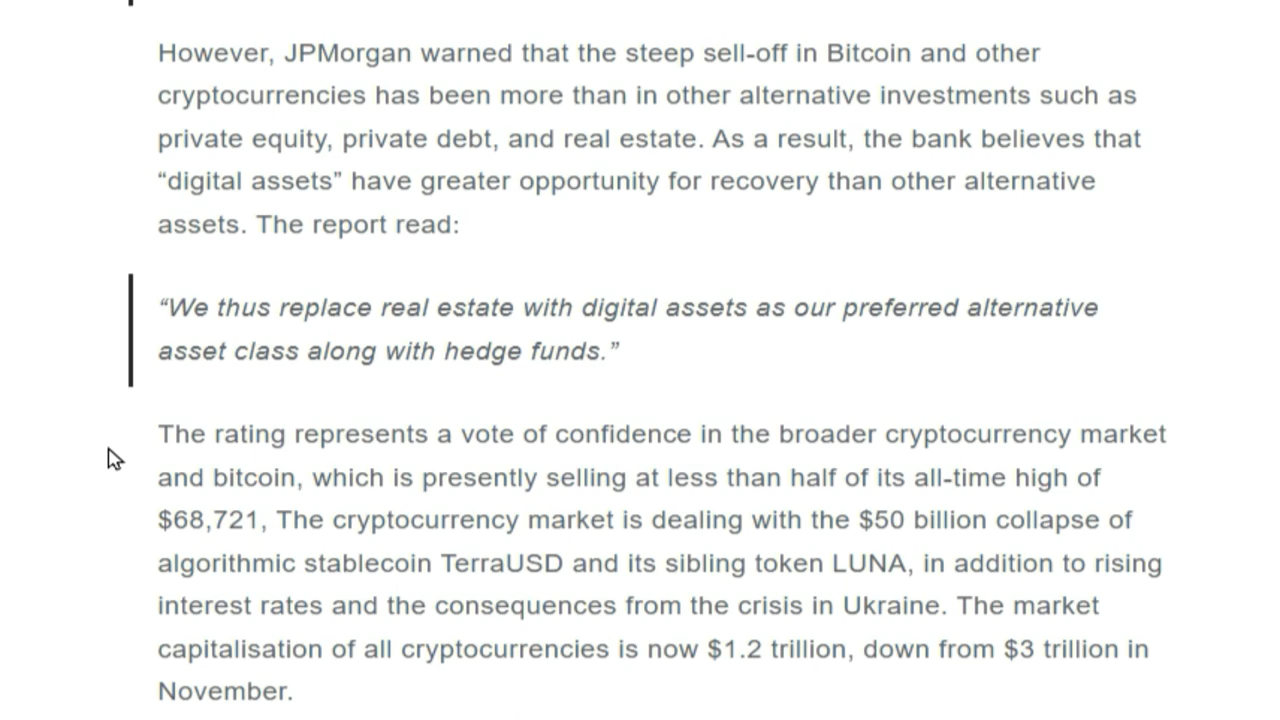 However, JPMorgan warned that the steep sell-off in Bitcoin and other
cryptocurrencies has been more than in other alternative investments such as
private equity, private debt, and real estate. As a result, the bank believes that
“digital assets” have greater opportunity for recovery than other alternative
assets. The report read:
“We thus replace real estate with digital assets as our preferred alternative
asset class along with hedge funds.”
The rating represents a vote of confidence in the broader cryptocurrency market
and bitcoin, which is presently selling at less than half of its all-time high of
$68,721, The cryptocurrency market is dealing with the $50 billion collapse of
algorithmic stablecoin TerraUSD and its sibling token LUNA, in addition to rising
interest rates and the consequences from the crisis in Ukraine. The market
capitalisation of all cryptocurrencies is now $1.2 trillion, down from $3 trillion in
November.